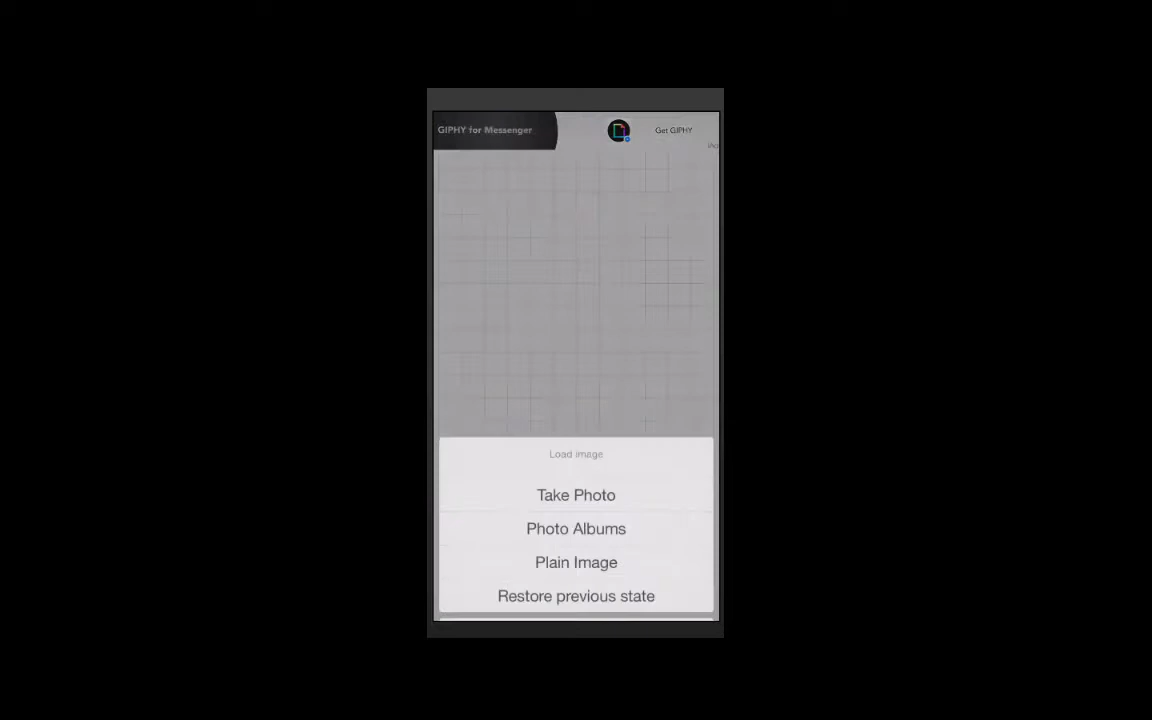 GIPHY for Messenger
Get GIPHY
Load image
Take Photo
Photo Albums
Plain Image
Restore previous state